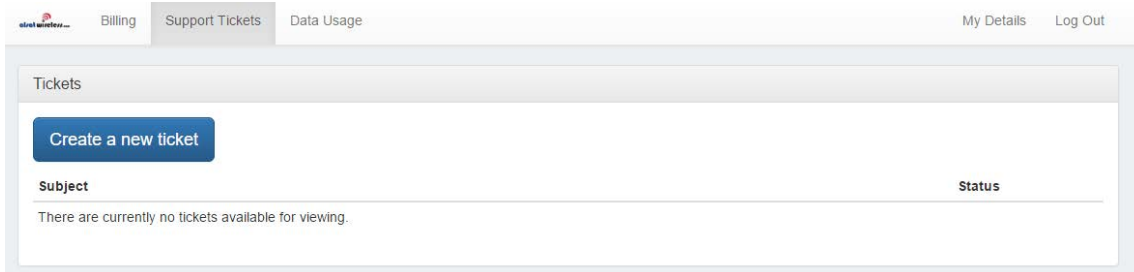 Billing Support Tickets Data Usage My Details Log Out
Tickets
Create a new ticket
Subject Status
There are currently no tickets available for viewing.